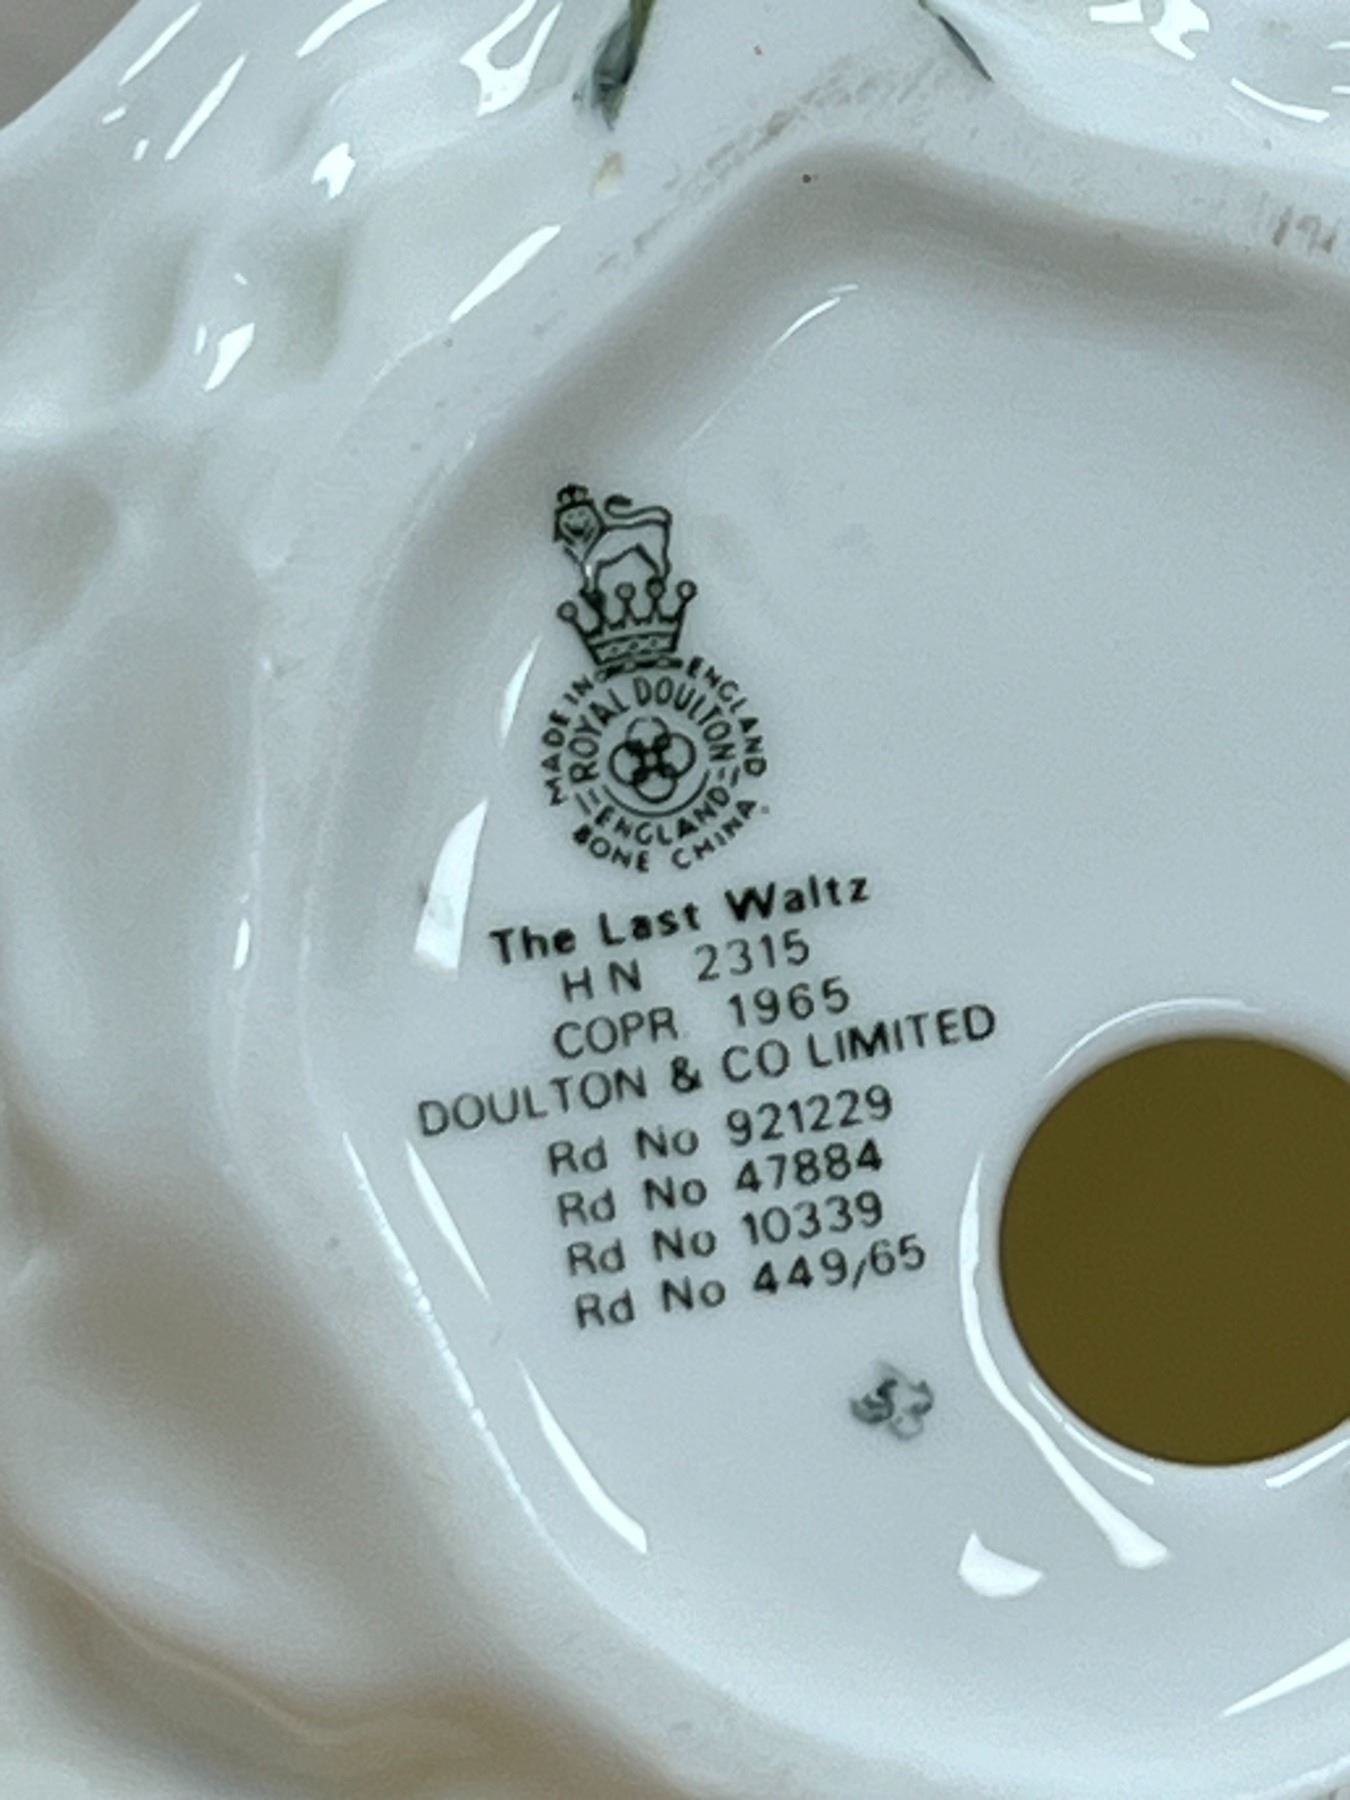 MADE IN ENGLAND
ROYAL DOULTON
ENGLAND
BONE CHINA
The Last Waltz
HN 2315
COPR 1965
DOULTON & CO LIMITED
Rd No 921229
Rd No 47884
Rd No 10339
Rd No 449/65